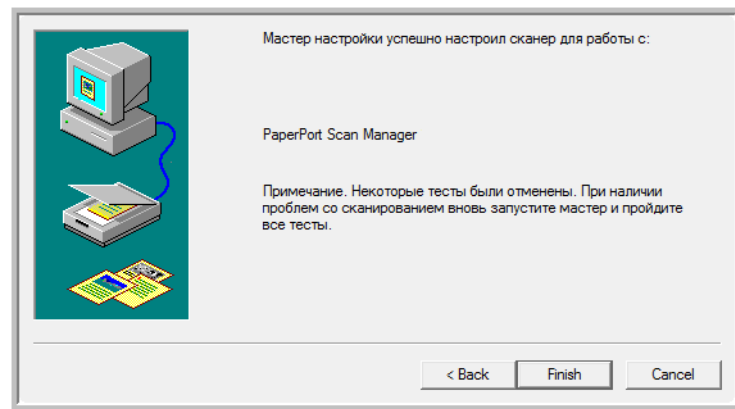 Мастер настройки успешно настроил сканер для работы с:
PaperPort Scan Manager
Примечание. Некоторые тесты были отменены. При наличии
проблем со сканированием вновь запустите мастер и пройдите
все тесты.
< Back
Finish
Cancel